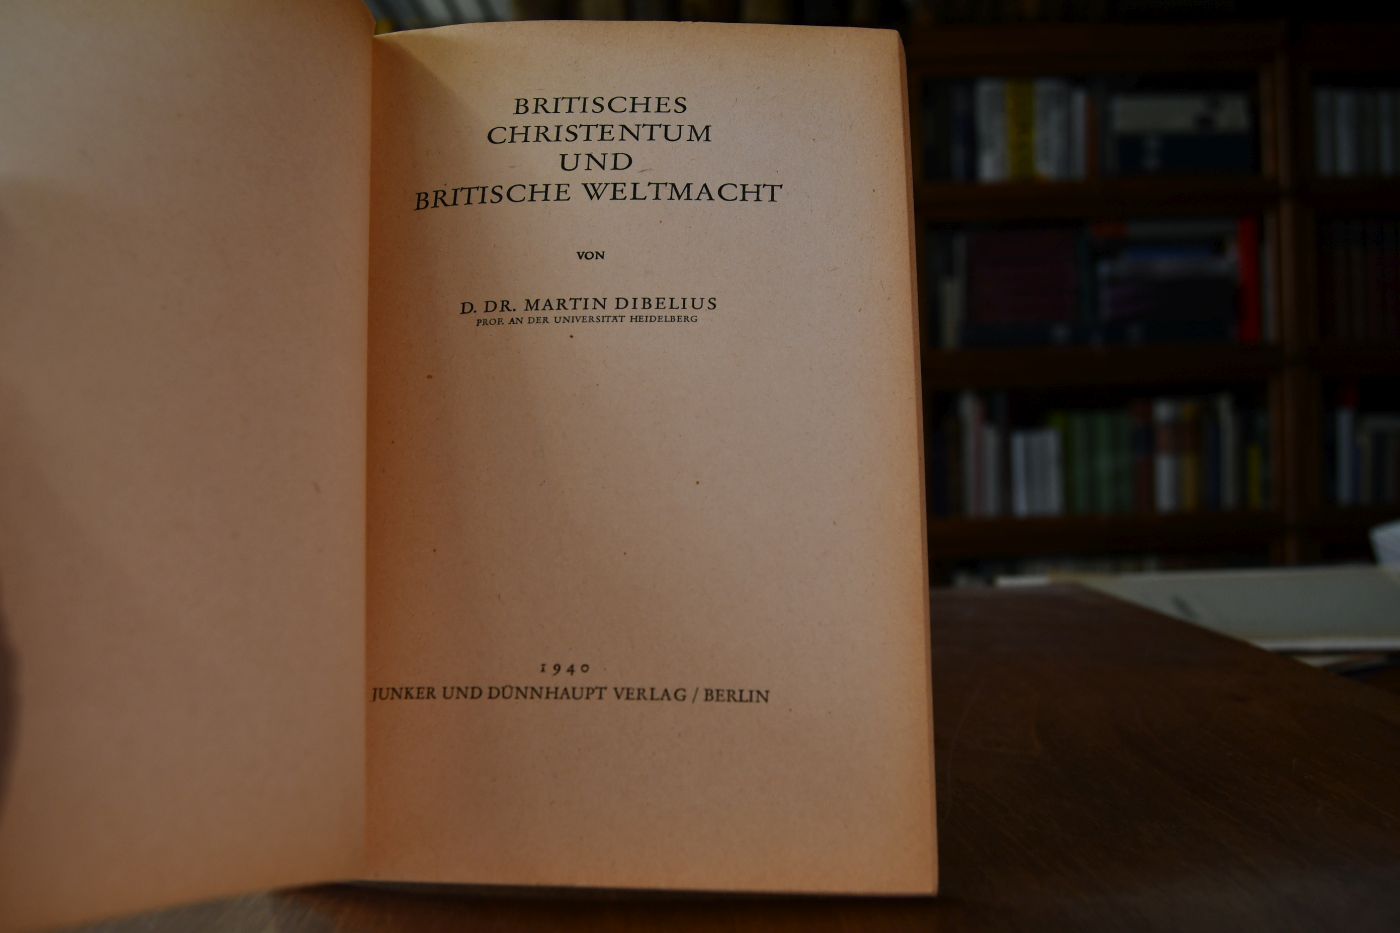 BRITISCHES
CHRISTENTUM
UND
BRITISCHE WELTMACHT
VON
D. DR. MARTIN DIBELIUS
PROF. AN DER UNIVERSITÄT HEIDELBERG
1940
JUNKER UND DÜNNHAUPT VERLAG / BERLIN